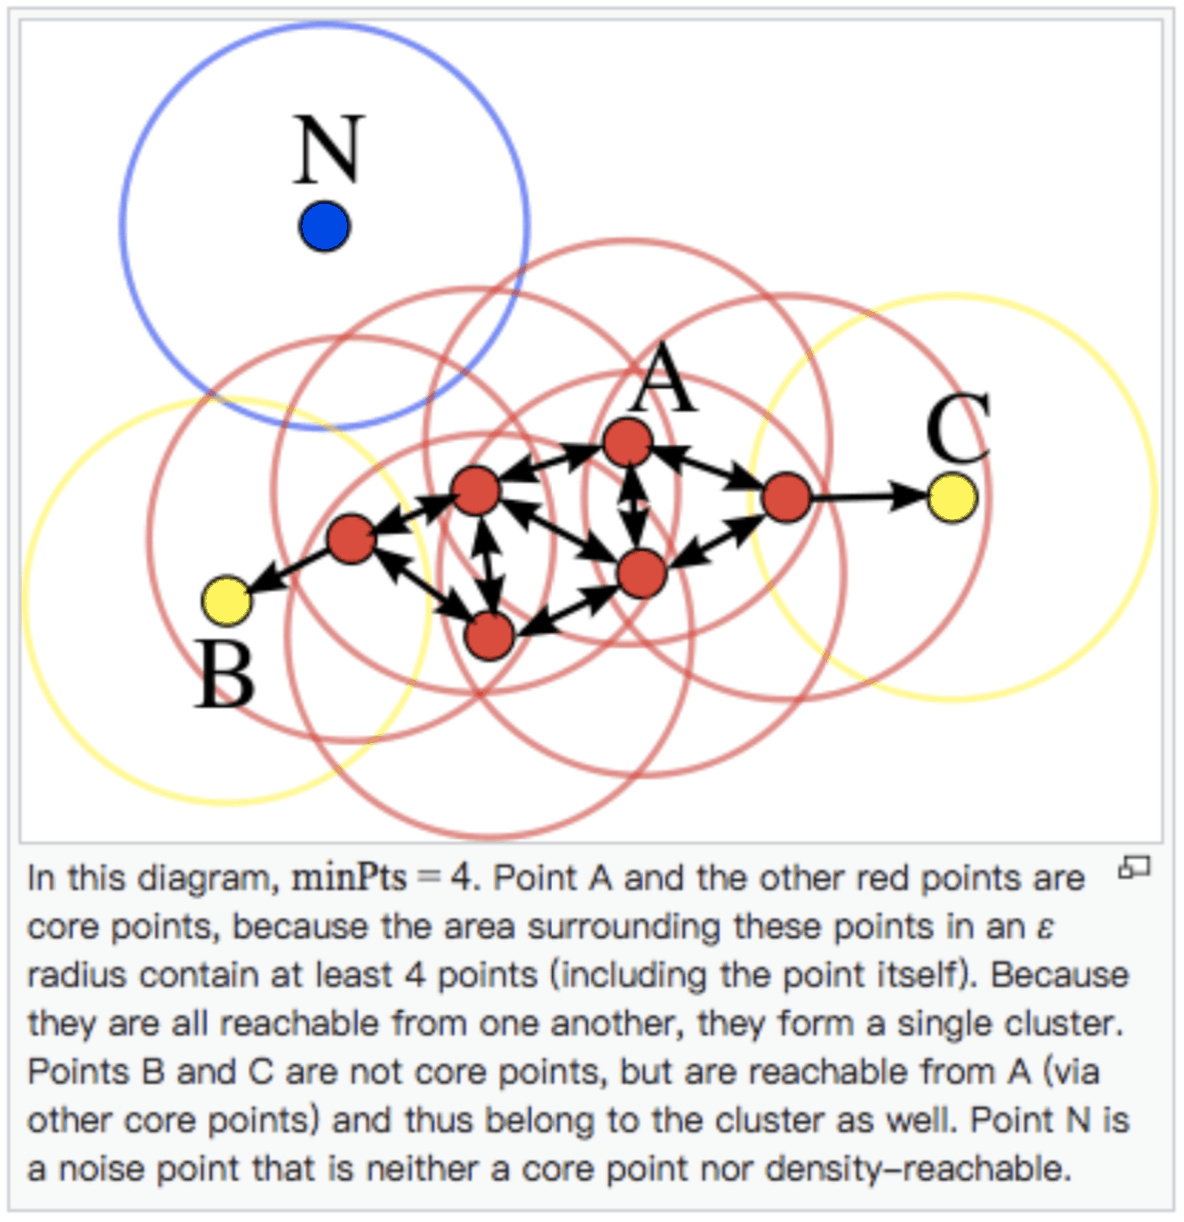 N
A
C
B
In this diagram, minPts = 4. Point A and the other red points are
core points, because the area surrounding these points in an ε
radius contain at least 4 points (including the point itself). Because
they are all reachable from one another, they form a single cluster.
Points B and C are not core points, but are reachable from A (via
other core points) and thus belong to the cluster as well. Point N is
a noise point that is neither a core point nor density-reachable.